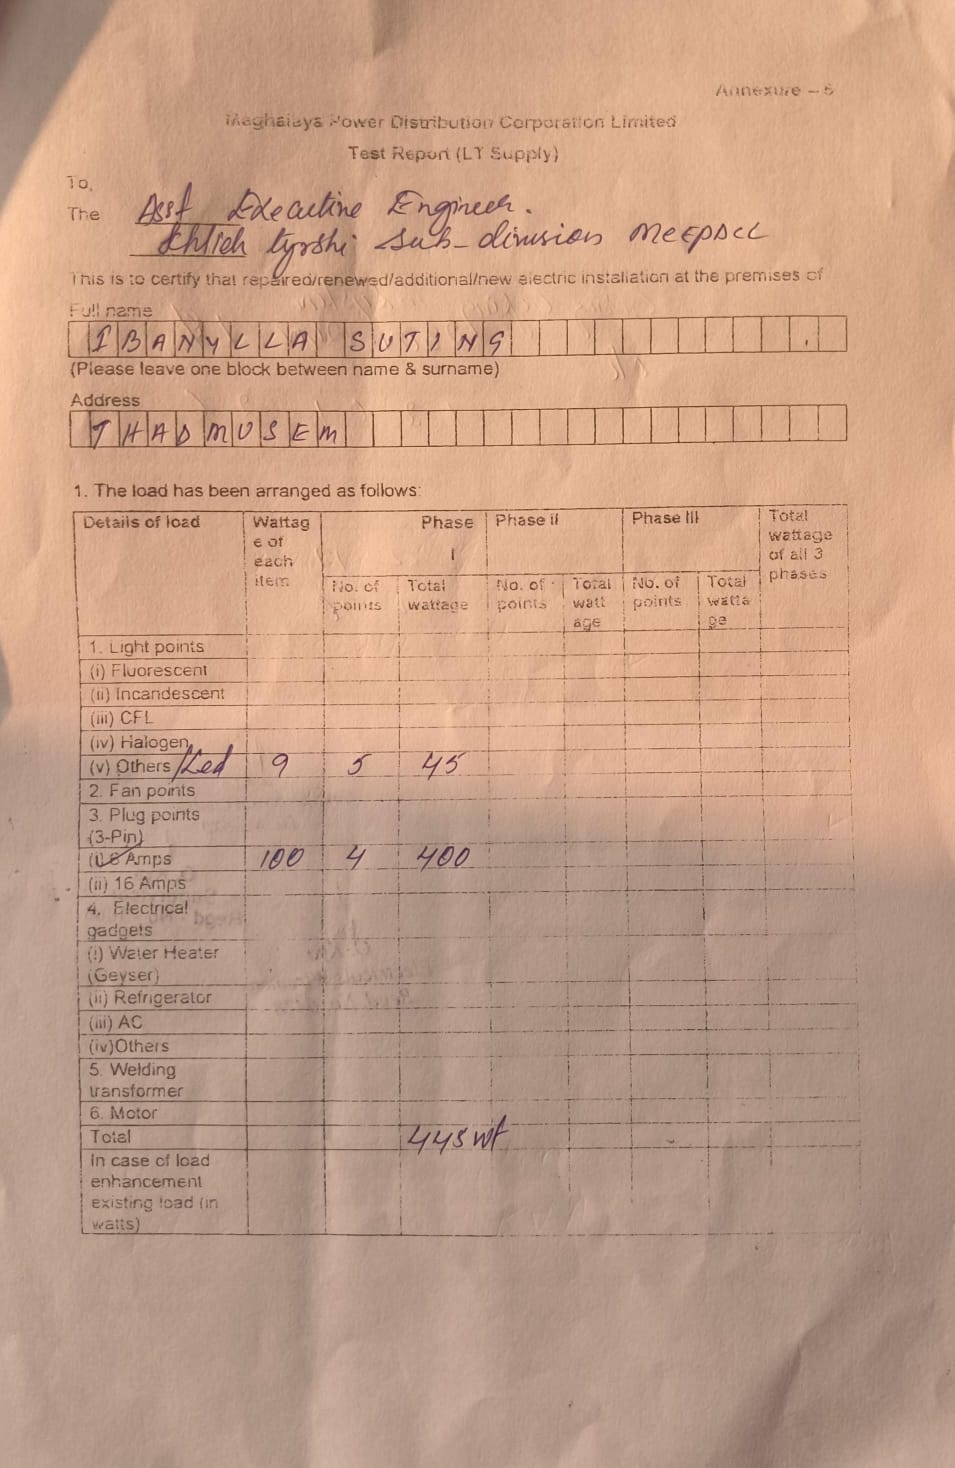 Annexure – 6
Meghalaya Power Distribution Corporation Limited
Test Report (LT Supply)
To,
The Asst Executine Engineer.
Khlieh tyrshi Sub-division MeePDCL
This is to certify that repaired/renewed/additional/new electric installation at the premises of
Full name
IBANYLLA SUTING
(Please leave one block between name & surname)
Address
THADMUSEM
1. The load has been arranged as follows:
Details of load Wattage of each item Phase I Phase II Phase III Total wattage of all 3 phases
No. of points Total wattage No. of points Total wattage No. of points Total wattage
1. Light points
(i) Fluorescent
(ii) Incandescent
(iii) CFL
(iv) Halogen
(v) Others /Led 9 5 45
2. Fan points
3. Plug points
(3-Pin)
(i) 6 Amps 100 4 400
(ii) 16 Amps
4. Electrical
gadgets
(i) Water Heater
(Geyser)
(ii) Refrigerator
(iii) AC
(iv)Others
5. Welding
transformer
6. Motor
Total 445 wt
In case of load
enhancement
existing load (in
watts)